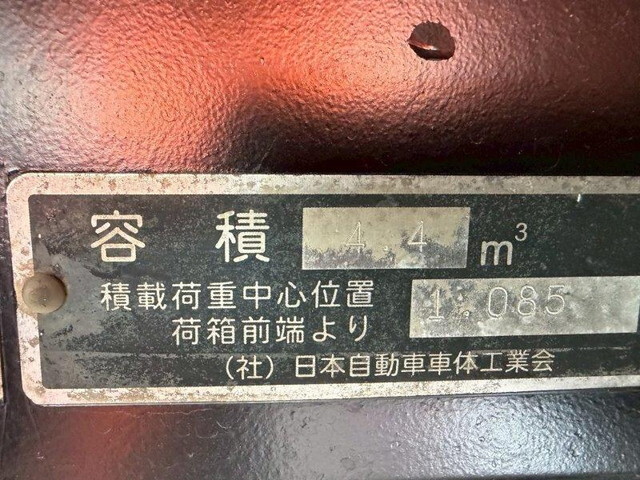 容 積 4.4 m³
積載荷重中心位置 1.085
荷箱前端より
(社)日本自動車車体工業会